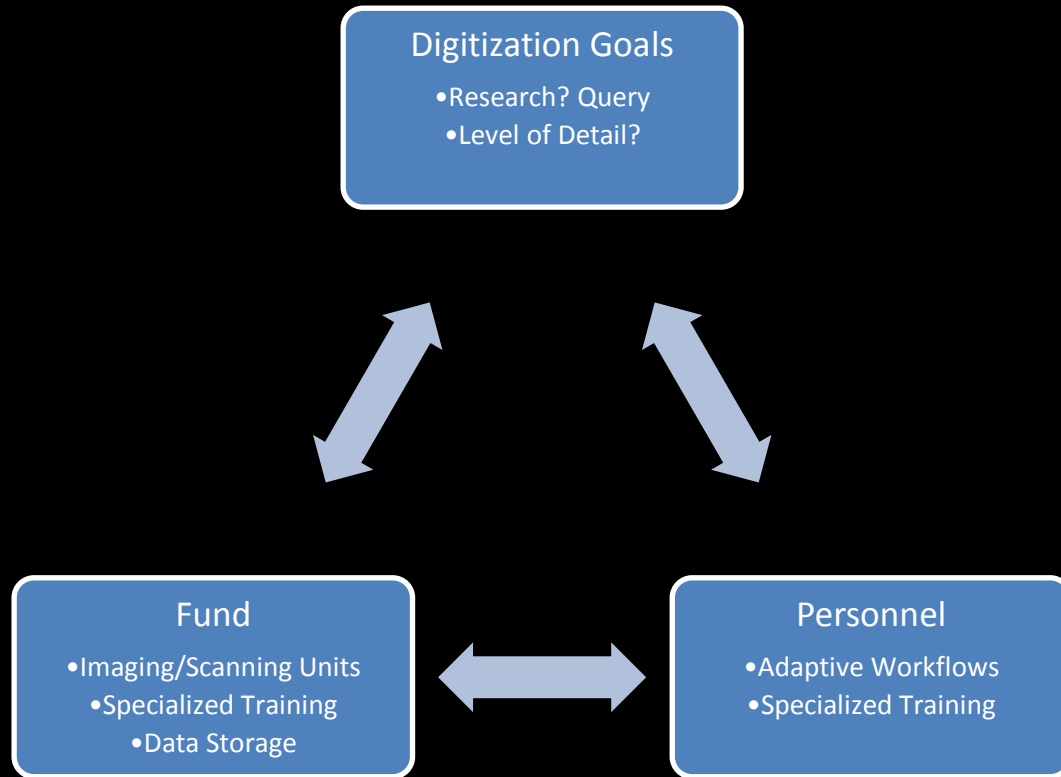 Digitization Goals
•Research? Query
•Level of Detail?
Fund
•Imaging/Scanning Units
•Specialized Training
•Data Storage
Personnel
•Adaptive Workflows
•Specialized Training